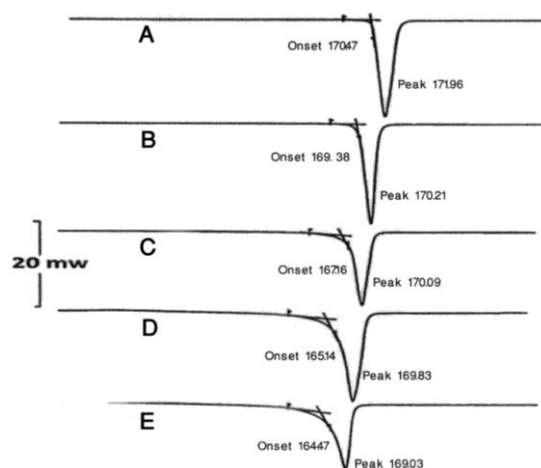 A
Onset 170.47
Peak 171.96
B
Onset 169.38
Peak 170.21
20 mw
C
Onset 167.16
Peak 170.09
D
Onset 165.14
Peak 169.83
E
Onset 164.47
Peak 169.03